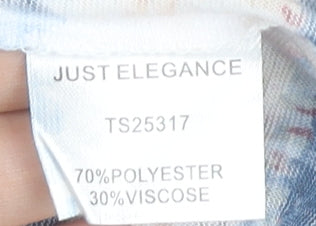 JUST ELEGANCE
TS25317
70%POLYESTER
30%VISCOSE